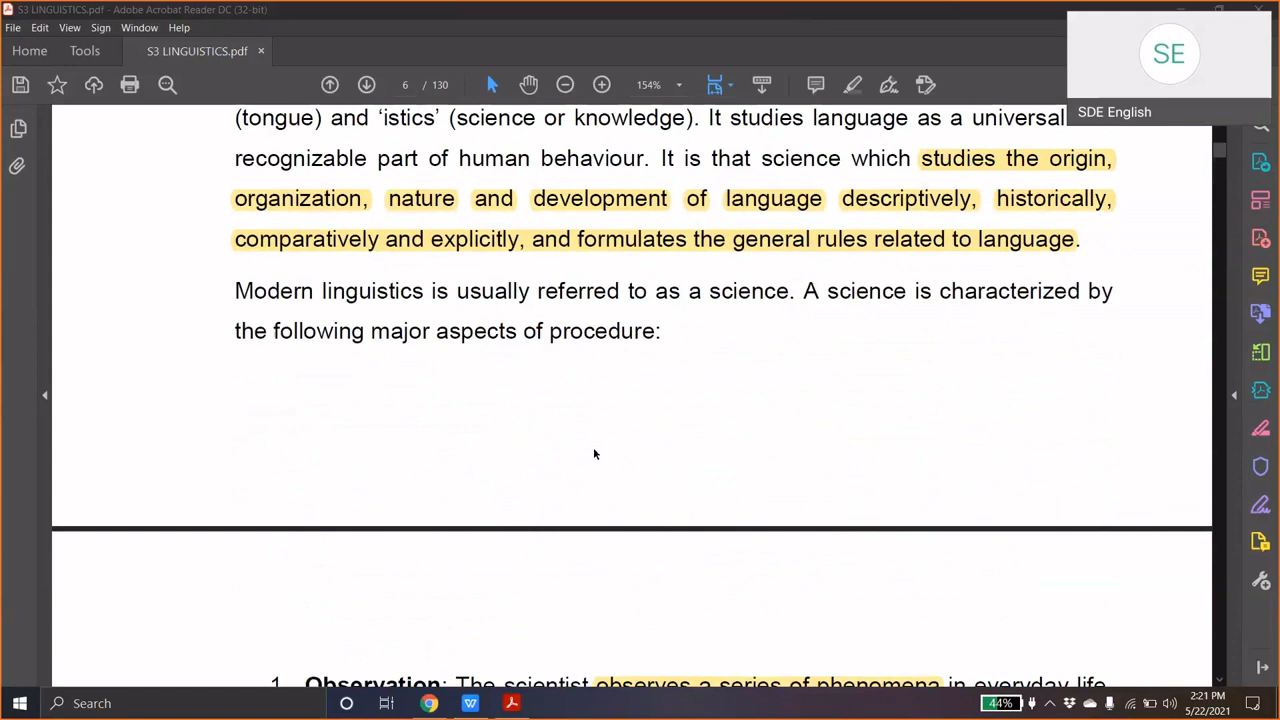 S3 LINGUISTICS.pdf - Adobe Acrobat Reader DC (32-bit)
File Edit View Sign Window Help
Home Tools S3 LINGUISTICS.pdf ×
6 / 130 154%
SE
SDE English
(tongue) and ‘istics’ (science or knowledge). It studies language as a universal
recognizable part of human behaviour. It is that science which studies the origin,
organization, nature and development of language descriptively, historically,
comparatively and explicitly, and formulates the general rules related to language.
Modern linguistics is usually referred to as a science. A science is characterized by
the following major aspects of procedure:
1. Observation: The scientist observes a series of phenomena in everyday life,
Search
44%
2:21 PM
5/22/2021